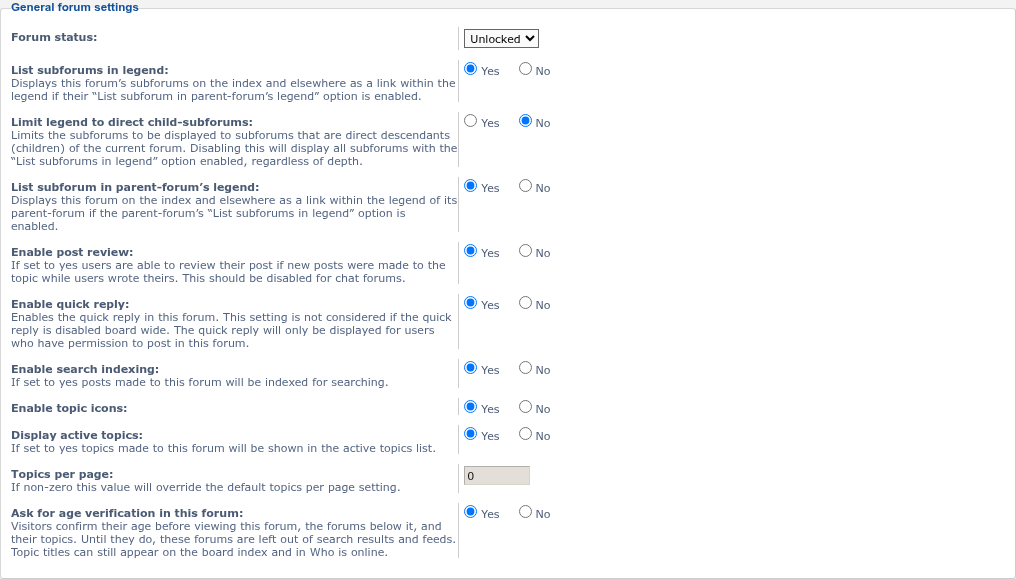 General forum settings
Forum status:
Unlocked
List subforums in legend:
Yes No
Displays this forum’s subforums on the index and elsewhere as a link within the
legend if their “List subforum in parent-forum’s legend” option is enabled.
Limit legend to direct child-subforums:
Yes No
Limits the subforums to be displayed to subforums that are direct descendants
(children) of the current forum. Disabling this will display all subforums with the
“List subforums in legend” option enabled, regardless of depth.
List subforum in parent-forum’s legend:
Yes No
Displays this forum on the index and elsewhere as a link within the legend of its
parent-forum if the parent-forum’s “List subforums in legend” option is
enabled.
Enable post review:
Yes No
If set to yes users are able to review their post if new posts were made to the
topic while users wrote theirs. This should be disabled for chat forums.
Enable quick reply:
Yes No
Enables the quick reply in this forum. This setting is not considered if the quick
reply is disabled board wide. The quick reply will only be displayed for users
who have permission to post in this forum.
Enable search indexing:
Yes No
If set to yes posts made to this forum will be indexed for searching.
Enable topic icons:
Yes No
Display active topics:
Yes No
If set to yes topics made to this forum will be shown in the active topics list.
Topics per page:
0
If non-zero this value will override the default topics per page setting.
Ask for age verification in this forum:
Yes No
Visitors confirm their age before viewing this forum, the forums below it, and
their topics. Until they do, these forums are left out of search results and feeds.
Topic titles can still appear on the board index and in Who is online.